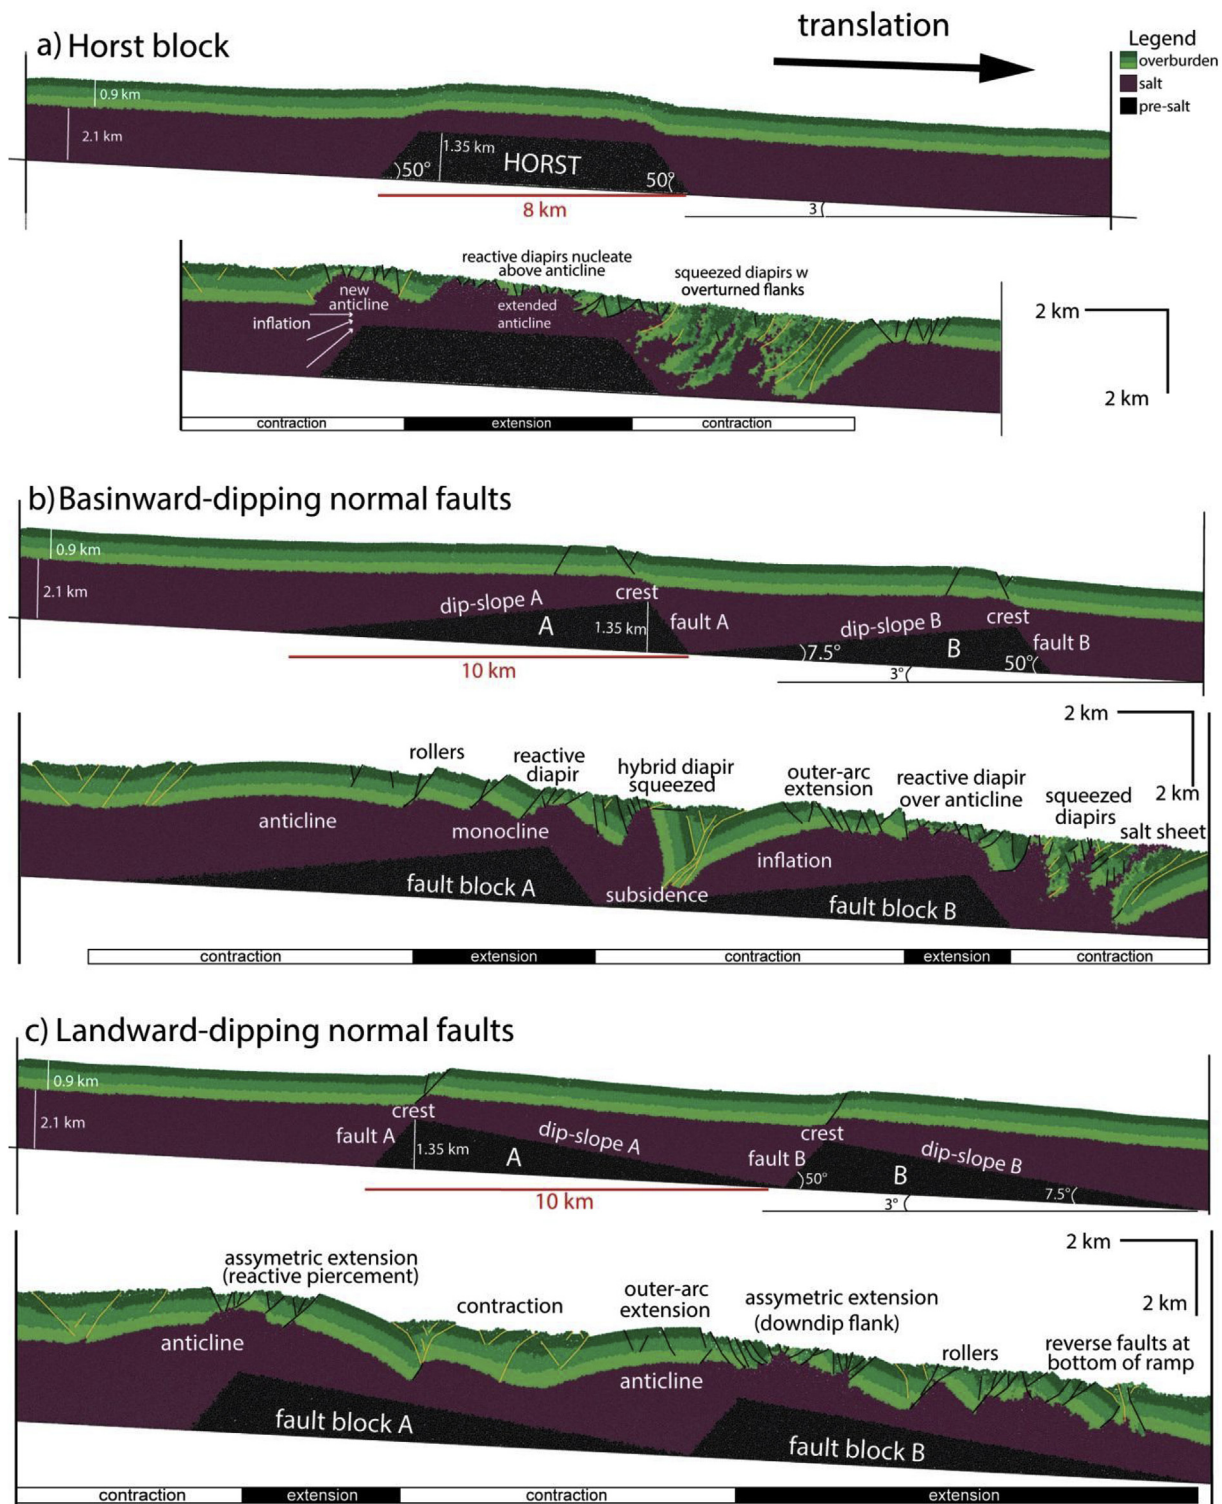 a) Horst block
translation
Legend
overburden
salt
pre-salt
0.9 km
2.1 km
1.35 km
HORST
50°
50°
8 km
3
reactive diapirs nucleate
above anticline
squeezed diapirs w
overturned flanks
new
anticline
inflation
extended
anticline
2 km
2 km
contraction
extension
contraction
b) Basinward-dipping normal faults
0.9 km
2.1 km
dip-slope A
crest
A
1.35 km
fault A
dip-slope B
crest
7.5°
B
50°
fault B
10 km
3°
2 km
2 km
rollers
reactive
diapir
hybrid diapir
squeezed
outer-arc
extension
reactive diapir
over anticline
squeezed
diapirs
salt sheet
anticline
monocline
inflation
fault block A
subsidence
fault block B
contraction
extension
contraction
extension
contraction
c) Landward-dipping normal faults
0.9 km
2.1 km
crest
fault A
1.35 km
A
dip-slope A
crest
fault B
50°
B
dip-slope B
7.5°
10 km
3°
2 km
2 km
assymetric extension
(reactive piercement)
contraction
outer-arc
extension
assymetric extension
(downdip flank)
rollers
reverse faults at
bottom of ramp
anticline
anticline
fault block A
fault block B
contraction
extension
contraction
extension